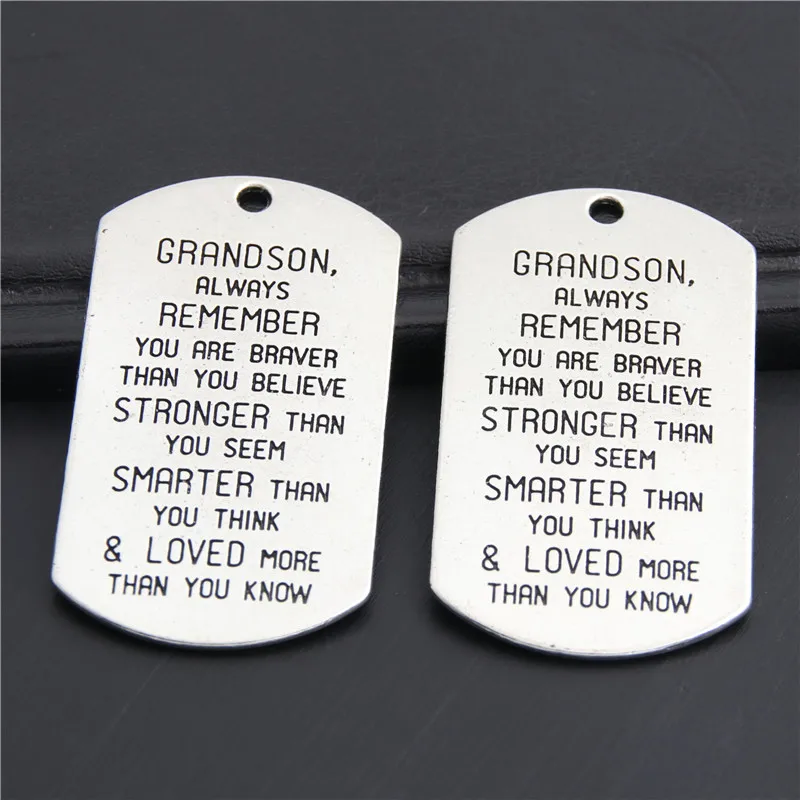 GRANDSON,
ALWAYS
REMEMBER
YOU ARE BRAVER
THAN YOU BELIEVE
STRONGER THAN
YOU SEEM
SMARTER THAN
YOU THINK
& LOVED MORE
THAN YOU KNOW
GRANDSON,
ALWAYS
REMEMBER
YOU ARE BRAVER
THAN YOU BELIEVE
STRONGER THAN
YOU SEEM
SMARTER THAN
YOU THINK
& LOVED MORE
THAN YOU KNOW